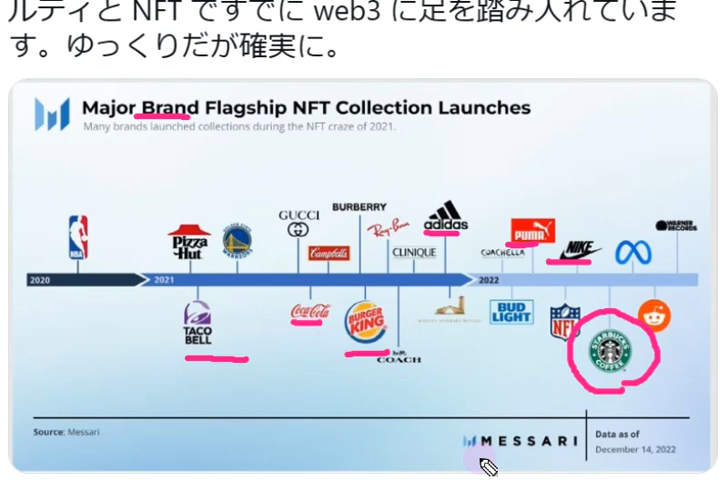 ルティと NFT ですでに web3 に足を踏み入れていま
す。ゆっくりだが確実に。
Major Brand Flagship NFT Collection Launches
Many brands launched collections during the NFT craze of 2021.
NBA
Pizza
Hut
GOLDEN STATE
WARRIORS
GUCCI
BURBERRY
Ray-Ban
Campbell's
CLINIQUE
adidas
COACHELLA
PUMA
NIKE
WARNER
RECORDS
2020
2021
2022
TACO
BELL
Coca-Cola
BURGER
KING
COACH
BUD
LIGHT
NFL
STARBUCKS
COFFEE
Source: Messari
MESSARI
Data as of
December 14, 2022